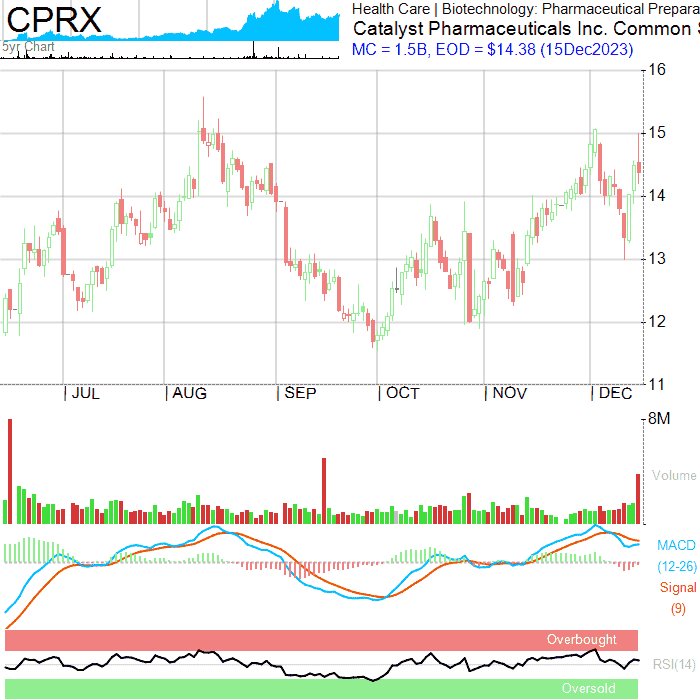 CPRX
5yr Chart
Health Care | Biotechnology: Pharmaceutical Prepara
Catalyst Pharmaceuticals Inc. Common S
MC = 1.5B, EOD = $14.38 (15Dec2023)
16
15
14
13
12
11
JUL AUG SEP OCT NOV DEC
8M
Volume
MACD
(12-26)
Signal
(9)
Overbought
RSI(14)
Oversold